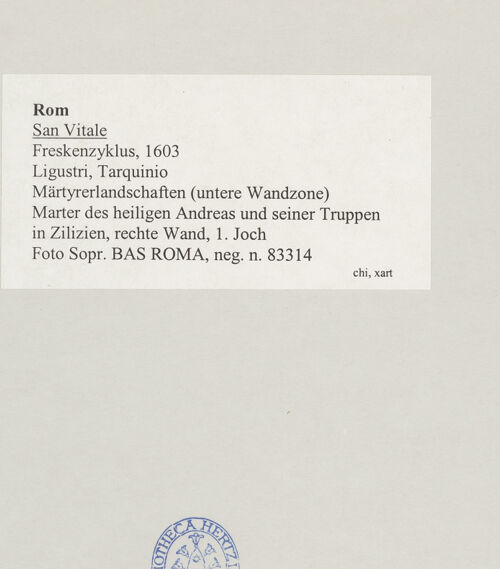 Rom
San Vitale
Freskenzyklus, 1603
Ligustri, Tarquinio
Märtyrerlandschaften (untere Wandzone)
Marter des heiligen Andreas und seiner Truppen
in Zilizien, rechte Wand, 1. Joch
Foto Sopr. BAS ROMA, neg. n. 83314
chi, xart